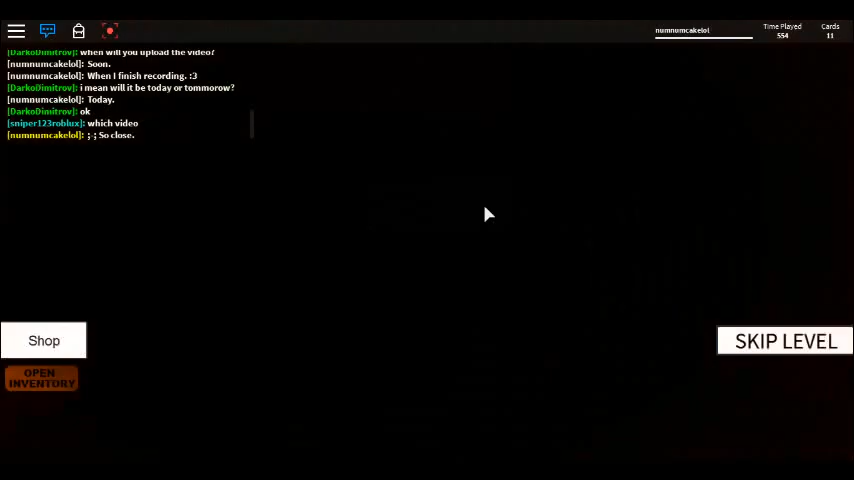 numnumcakelol
Time Played
554
Cards
11
[DarkoDimitrov]: when will you upload the video?
[numnumcakelol]: Soon.
[numnumcakelol]: When I finish recording. :3
[DarkoDimitrov]: i mean will it be today or tommorow?
[numnumcakelol]: Today.
[DarkoDimitrov]: ok
[sniper123roblux]: which video
[numnumcakelol]: ;-; So close.
Shop
SKIP LEVEL
OPEN
INVENTORY